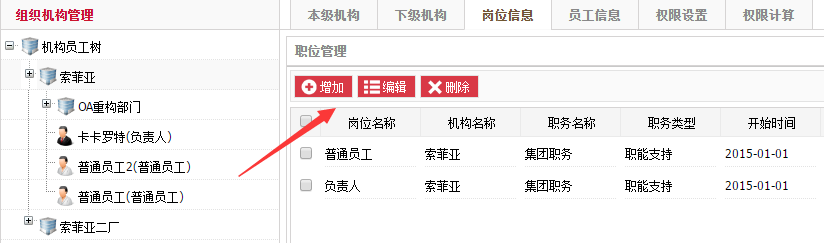 组织机构管理
机构员工树
索菲亚
OA重构部门
卡卡罗特(负责人)
普通员工2(普通员工)
普通员工(普通员工)
索菲亚二厂
本级机构 下级机构 岗位信息 员工信息 权限设置 权限计算
职位管理
增加 编辑 删除
岗位名称 机构名称 职务名称 职务类型 开始时间
普通员工 索菲亚 集团职务 职能支持 2015-01-01
负责人 索菲亚 集团职务 职能支持 2015-01-01